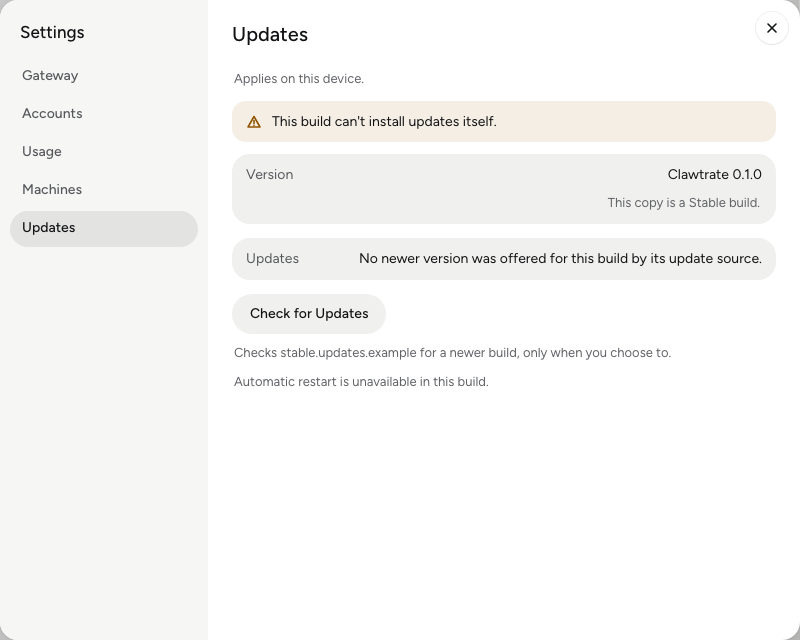 Settings
Gateway
Accounts
Usage
Machines
Updates
Updates
Applies on this device.
This build can't install updates itself.
Version Clawtrate 0.1.0
This copy is a Stable build.
Updates No newer version was offered for this build by its update source.
Check for Updates
Checks stable.updates.example for a newer build, only when you choose to.
Automatic restart is unavailable in this build.